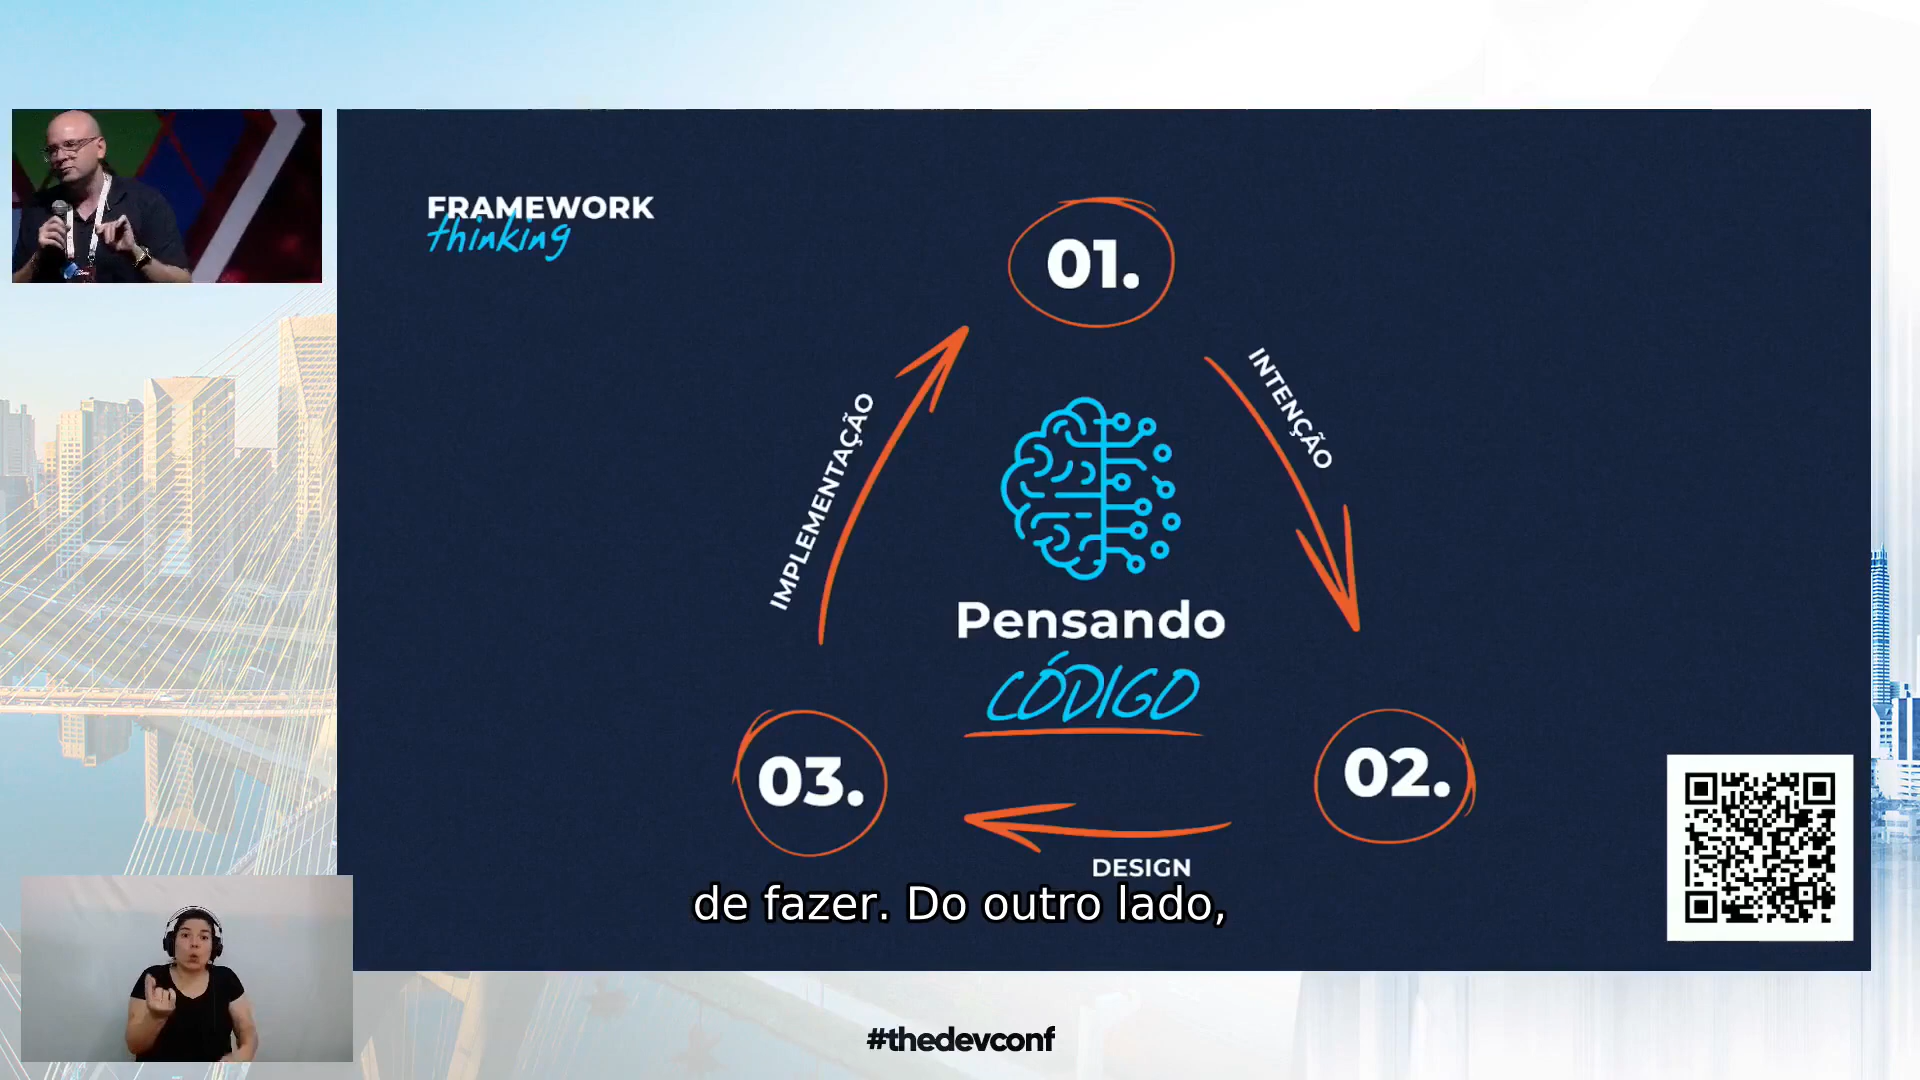 FRAMEWORK
thinking
01.
INTENÇÃO
IMPLEMENTAÇÃO
Pensando
CÓDIGO
03.
02.
DESIGN
de fazer. Do outro lado,
#thedevconf